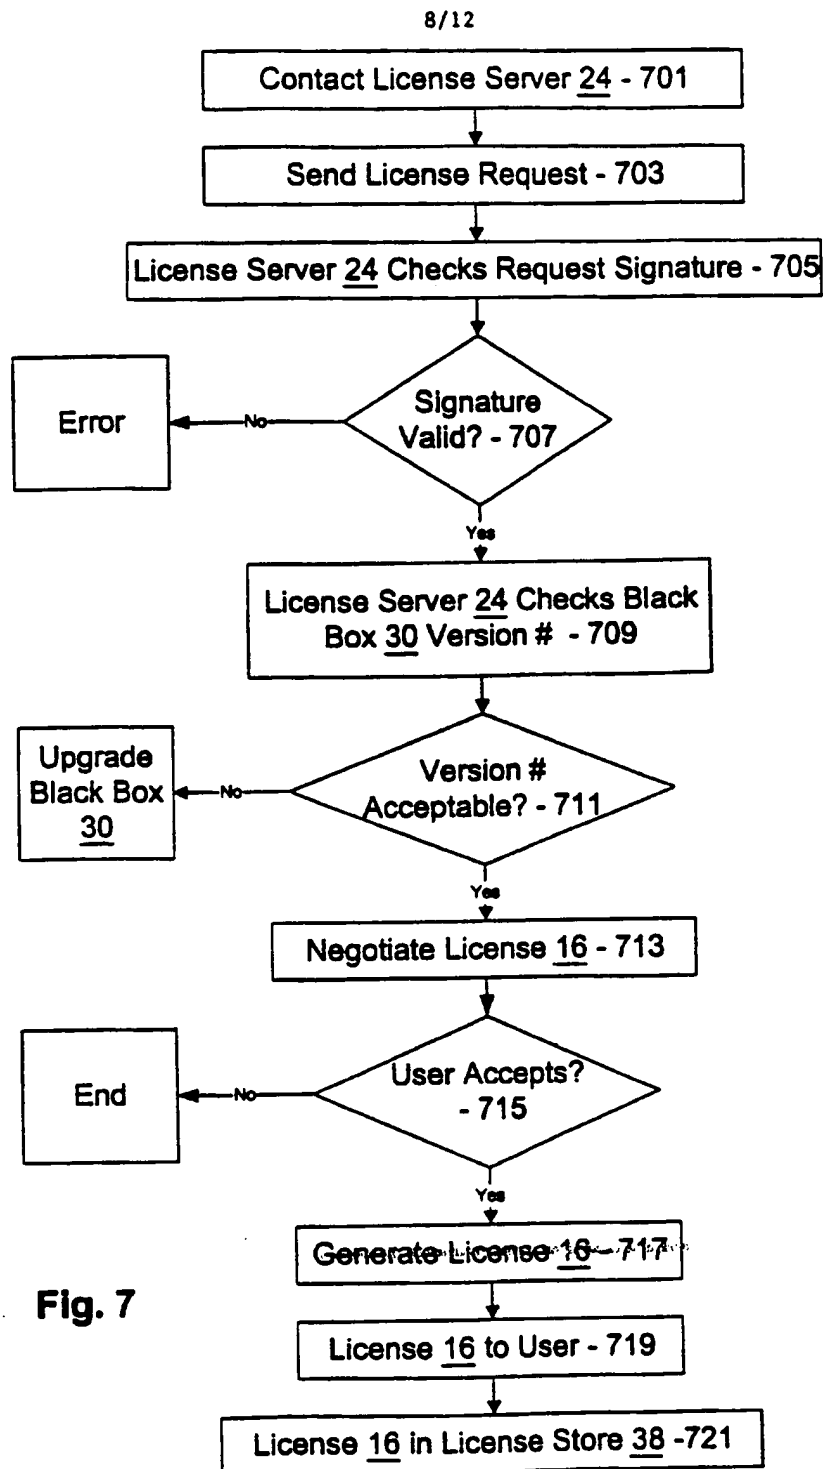 8/12
Contact License Server 24 - 701
Send License Request - 703
License Server 24 Checks Request Signature - 705
Signature
Valid? - 707
No
Error
Yes
License Server 24 Checks Black
Box 30 Version # - 709
Version #
Acceptable? - 711
No
Upgrade
Black Box
30
Yes
Negotiate License 16 - 713
User Accepts?
- 715
No
End
Yes
Generate License 16 - 717
License 16 to User - 719
License 16 in License Store 38 -721
Fig. 7